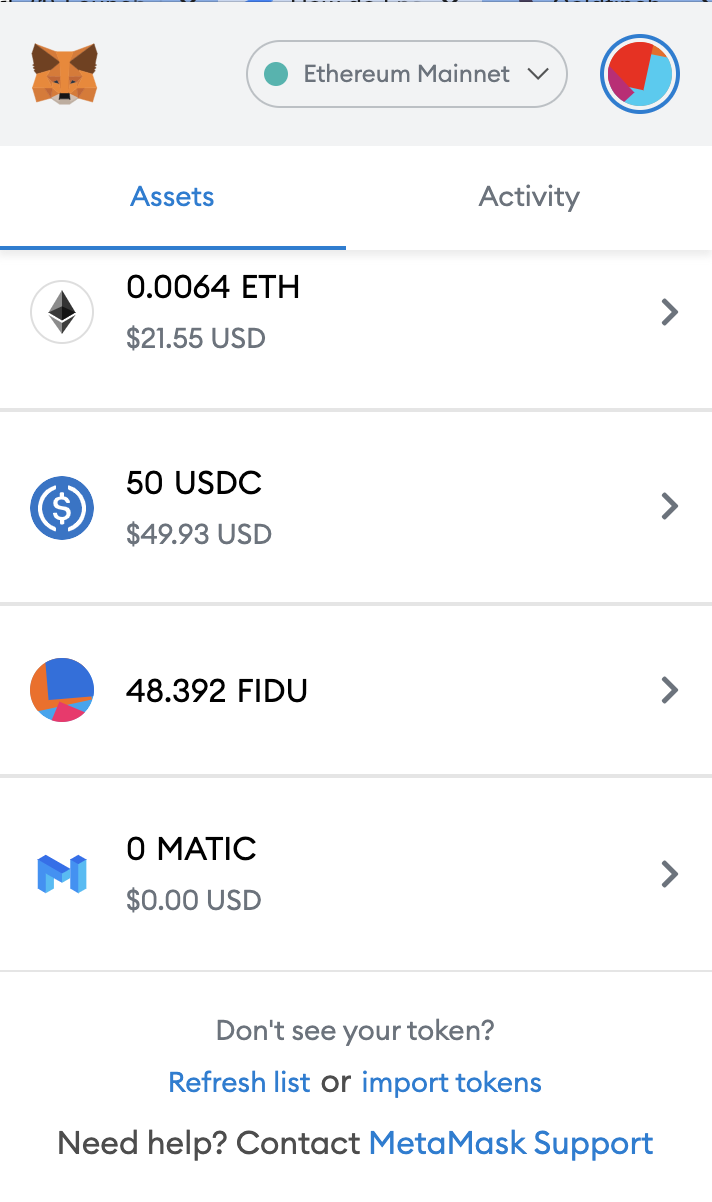 Ethereum Mainnet
Assets
Activity
0.0064 ETH
$21.55 USD
50 USDC
$49.93 USD
48.392 FIDU
0 MATIC
$0.00 USD
Don't see your token?
Refresh list or import tokens
Need help? Contact MetaMask Support